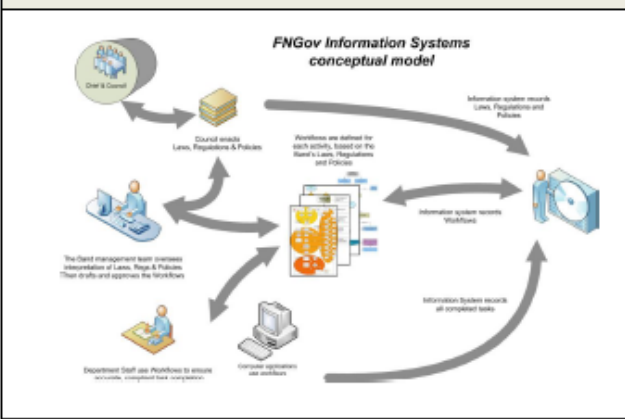 FNGov Information Systems
conceptual model
Chief & Council
Information system records
Laws, Regulations and
Policies
Council enacts
Laws, Regulations & Policies
Workflows are defined for
each activity, based on the
Band's Laws, Regulations
and Policies
Information system records
Workflows
The Band management team oversees
interpretation of Laws, Regs & Policies
Then drafts and approves the Workflows
Information System records
all completed tasks
Department Staff use Workflows to ensure
accurate, compliant task completion
Computer applications
use workflows